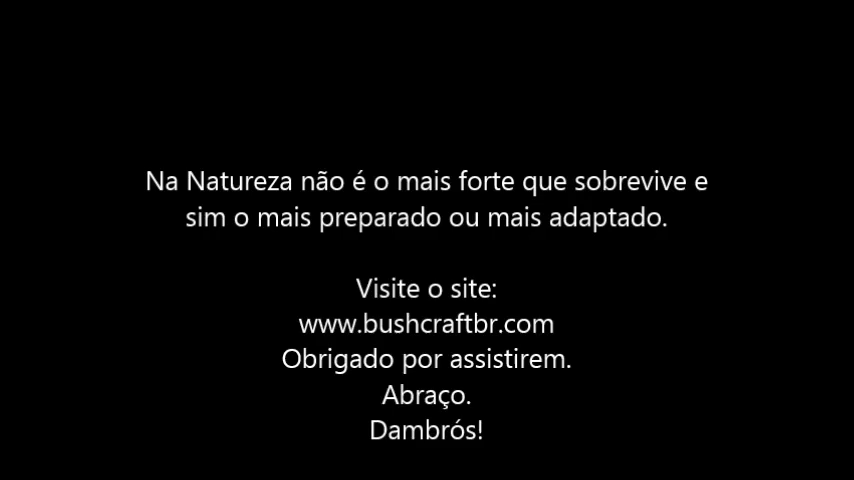 Na Natureza não é o mais forte que sobrevive e
sim o mais preparado ou mais adaptado.
Visite o site:
www.bushcraftbr.com
Obrigado por assistirem.
Abraço.
Dambrós!